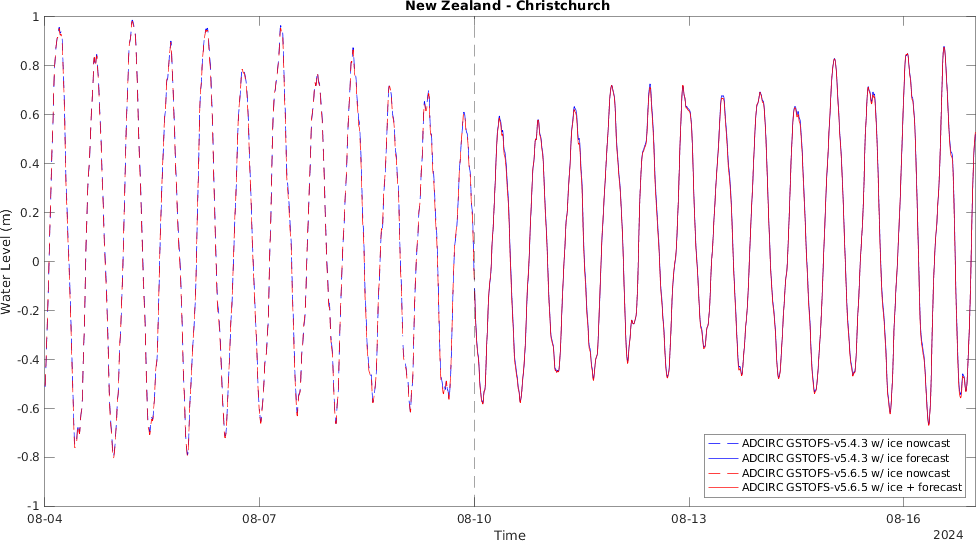 New Zealand - Christchurch
Water Level (m)
1
0.8
0.6
0.4
0.2
0
-0.2
-0.4
-0.6
-0.8
-1
ADCIRC GSTOFS-v5.4.3 w/ ice nowcast
ADCIRC GSTOFS-v5.4.3 w/ ice forecast
ADCIRC GSTOFS-v5.6.5 w/ ice nowcast
ADCIRC GSTOFS-v5.6.5 w/ ice + forecast
08-04 08-07 08-10 08-13 08-16
Time
2024